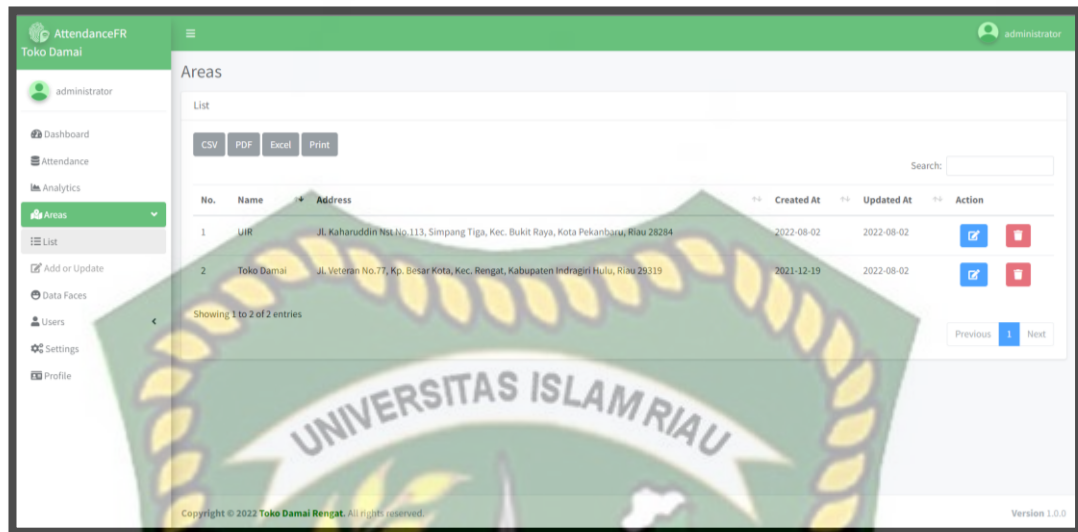 AttendanceFR
Toko Damai
administrator
administrator
Dashboard
Attendance
Analytics
Areas
List
Add or Update
Data Faces
Users
Settings
Profile
Areas
List
CSV PDF Excel Print
Search:
No. Name Address Created At Updated At Action
1 UIR Jl. Kaharuddin Nst No.113, Simpang Tiga, Kec. Bukit Raya, Kota Pekanbaru, Riau 28284 2022-08-02 2022-08-02
2 Toko Damai Jl. Veteran No.77, Kp. Besar Kota, Kec. Rengat, Kabupaten Indragiri Hulu, Riau 29319 2021-12-19 2022-08-02
Showing 1 to 2 of 2 entries
Previous 1 Next
UNIVERSITAS ISLAM RIAU
Copyright © 2022 Toko Damai Rengat. All rights reserved. Version 1.0.0